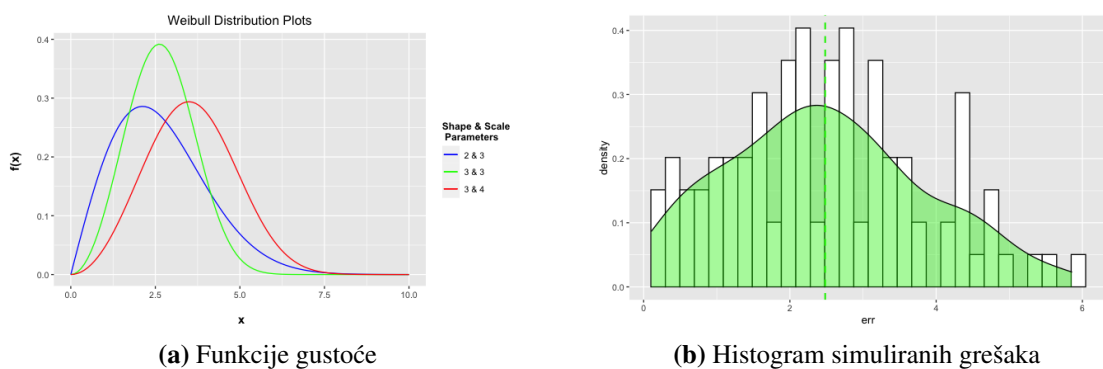 Weibull Distribution Plots
0.4
0.3
0.2
0.1
0.0
f(x)
0.0 2.5 5.0 7.5 10.0
x
Shape & Scale
Parameters
2 & 3
3 & 3
3 & 4
(a) Funkcije gustoće
0.4
0.3
0.2
0.1
0.0
density
0 2 4 6
err
(b) Histogram simuliranih grešaka